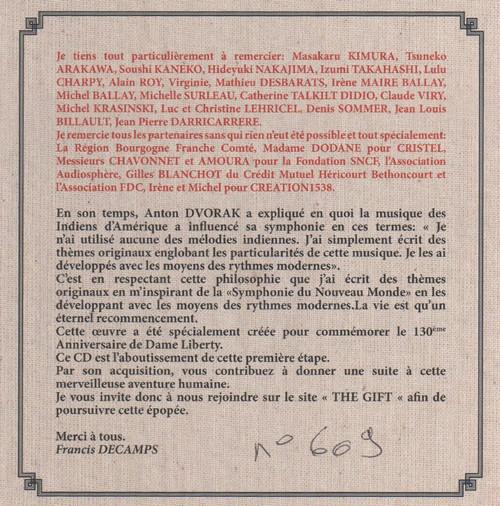 Je tiens tout particulièrement à remercier: Masakaru KIMURA, Tsuneko
ARAKAWA, Soushi KANEKO, Hideyuki NAKAJIMA, Izumi TAKAHASHI, Lulu
CHARPY, Alain ROY, Virginie, Mathieu DESBARATS, Irène MAIRE BALLAY,
Michel BALLAY, Michelle SURLEAU, Catherine TALKILT DIDIO, Claude VIRY,
Michel KRASINSKI, Luc et Christine LEHRICEL, Denis SOMMER, Jean Louis
BILLAULT, Jean Pierre DARRICARRERE.
Je remercie tous les partenaires sans qui rien n'eut été possible et tout spécialement:
La Région Bourgogne Franche Comté, Madame DODANE pour CRISTEL,
Messieurs CHAVONNET et AMOURA pour la Fondation SNCF, l'Association
Audiosphère, Gilles BLANCHOT du Crédit Mutuel Héricourt Bethoncourt et
l'Association FDC, Irène et Michel pour CREATION1538.
En son temps, Anton DVORAK a expliqué en quoi la musique des
Indiens d'Amérique a influencé sa symphonie en ces termes: « Je
n'ai utilisé aucune des mélodies indiennes. J'ai simplement écrit des
thèmes originaux englobant les particularités de cette musique. Je les ai
développés avec les moyens des rythmes modernes».
C'est en respectant cette philosophie que j'ai écrit des thèmes
originaux en m'inspirant de la «Symphonie du Nouveau Monde» en les
développant avec les moyens des rythmes modernes.La vie est qu'un
éternel recommencement.
Cette œuvre a été spécialement créée pour commémorer le 130ème
Anniversaire de Dame Liberty.
Ce CD est l'aboutissement de cette première étape.
Par son acquisition, vous contribuez à donner une suite à cette
merveilleuse aventure humaine.
Je vous invite donc à nous rejoindre sur le site « THE GIFT « afin de
poursuivre cette épopée.
Merci à tous.
Francis DECAMPS
n° 609